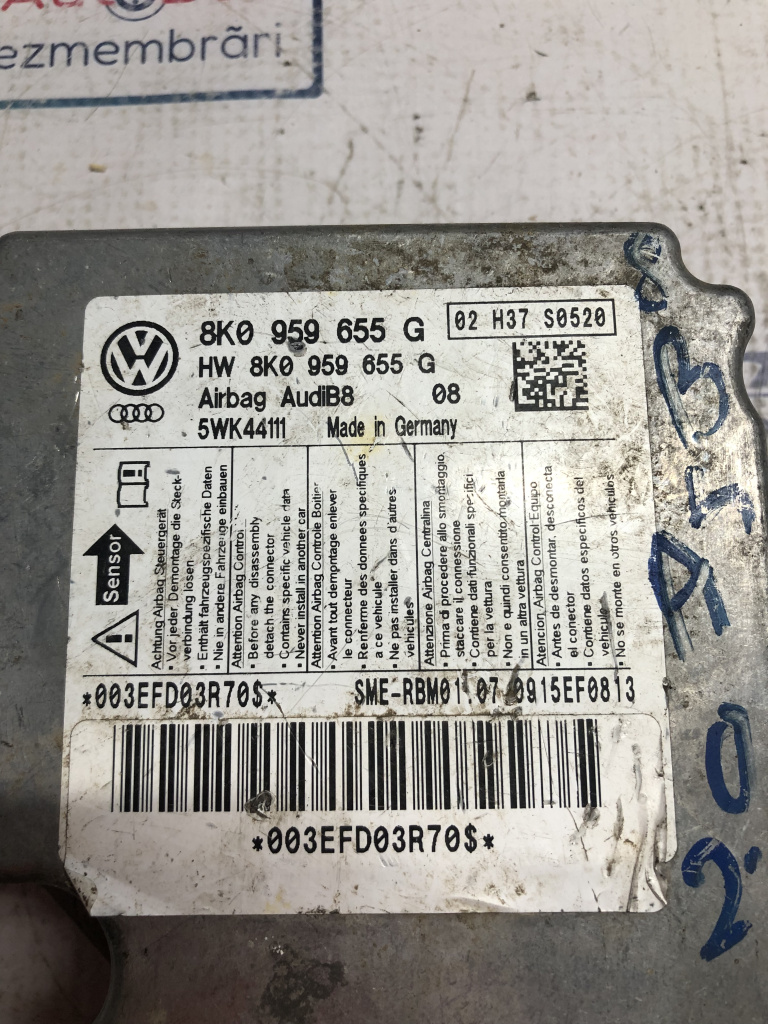 ezmembrări
8K0 959 655 G
02 H37 S0520
HW 8K0 959 655 G
Airbag AudiB8 08
5WK44111 Made in Germany
Sensor
Achtung Airbag Steuergerät
• Vor jeder Demontage die Steck-
verbindung lösen
• Enthält fahrzeugspezifische Daten
• Nie in andere Fahrzeuge einbauen
Attention Airbag Control
• Before any disassembly
detach the connector
• Contains specific vehicle data
• Never install in another car
Attention Airbag Controle Boitier
• Avant tout demontage enlever
le connecteur
• Renferme des donnees specifiques
a ce vehicule
• Ne pas installer dans d'autres
vehicules
Attenzione Airbag Centralina
• Prima di procedere allo smontaggio,
staccare il connessione
• Contiene dati funzionali specifici
per la vettura
• Non e quindi consentito montarla
in un altra vettura
Atencion, Airbag Control Equipo
• Antes de desmontar, desconecta
el conector
• Contiene datos especificos del
vehicule
• No se monte en otros vehiculos
*003EFD03R70$* SME-RBM01.07 0915EF0813
*003EFD03R70$*
2.0